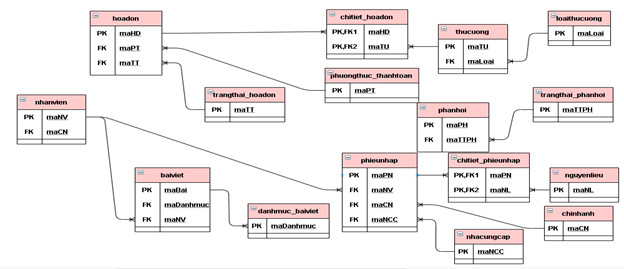 hoadon
PK maHD
FK maPT
FK maTT
chitiet_hoadon
PK,FK1 maHD
PK,FK2 maTU
thucuong
PK maTU
FK maLoai
loaithucuong
PK maLoai
phuongthuc_thanhtoan
PK maPT
trangthai_hoadon
PK maTT
nhanvien
PK maNV
FK maCN
phanhoi
PK maPH
FK maTTPH
trangthai_phanhoi
PK maTTPH
baiviet
PK maBai
FK maDanhmuc
FK maNV
danhmuc_baiviet
PK maDanhmuc
phieunhap
PK maPN
FK maNV
FK maCN
FK maNCC
chitiet_phieunhap
PK,FK1 maPN
PK,FK2 maNL
nguyenlieu
PK maNL
chinhanh
PK maCN
nhacungcap
PK maNCC